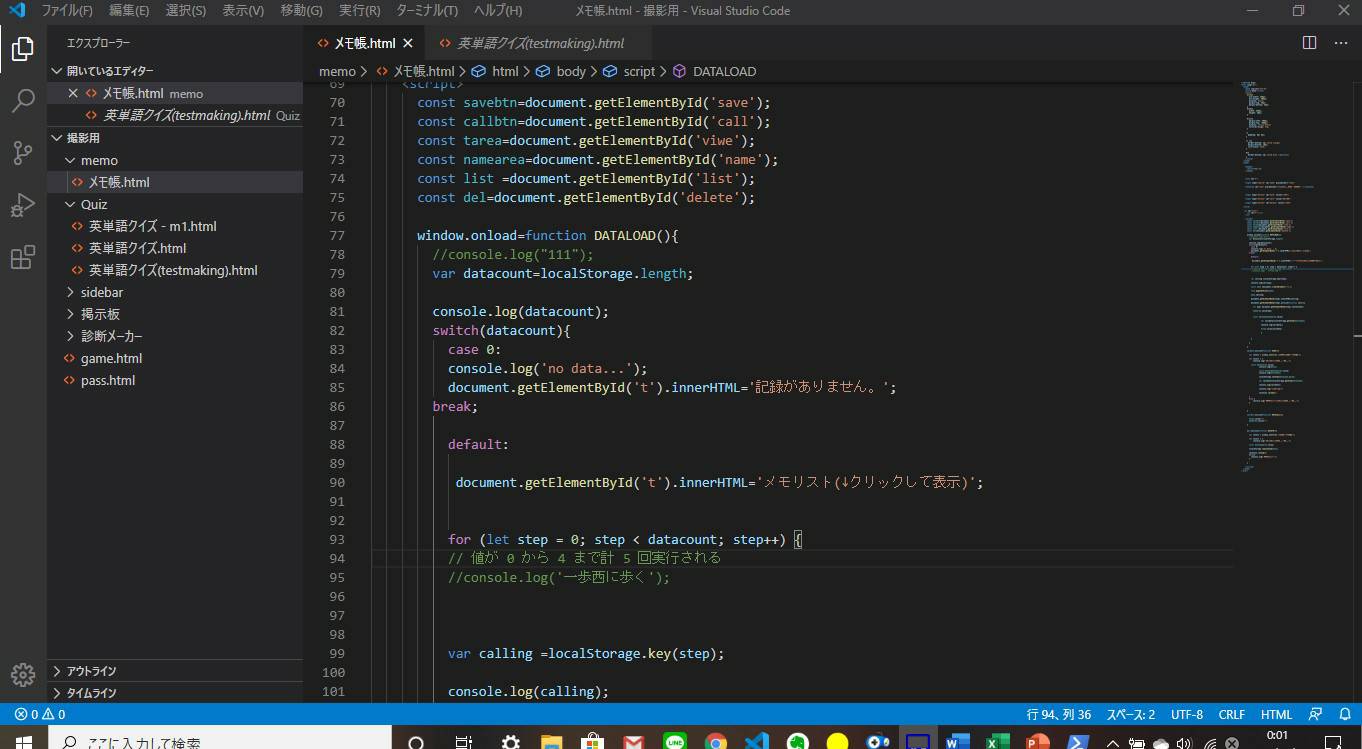 ファイル(F) 編集(E) 選択(S) 表示(V) 移動(G) 実行(R) ターミナル(T) ヘルプ(H) メモ帳.html - 撮影用 - Visual Studio Code
エクスプローラー
メモ帳.html
英単語クイズ(testmaking).html
memo > メモ帳.html > html > body > script > DATALOAD
開いているエディター
メモ帳.html memo
英単語クイズ(testmaking).html Quiz
撮影用
memo
メモ帳.html
Quiz
英単語クイズ - m1.html
英単語クイズ.html
英単語クイズ(testmaking).html
sidebar
掲示板
診断メーカー
game.html
pass.html
アウトライン
タイムライン
69 <script>
70 const savebtn=document.getElementById('save');
71 const callbtn=document.getElementById('call');
72 const tarea=document.getElementById('viwe');
73 const namearea=document.getElementById('name');
74 const list =document.getElementById('list');
75 const del=document.getElementById('delete');
76
77 window.onload=function DATALOAD(){
78 //console.log("111");
79 var datacount=localStorage.length;
80
81 console.log(datacount);
82 switch(datacount){
83 case 0:
84 console.log('no data...');
85 document.getElementById('t').innerHTML='記録がありません。';
86 break;
87
88 default:
89
90 document.getElementById('t').innerHTML='メモリスト(↓クリックして表示)';
91
92
93 for (let step = 0; step < datacount; step++) {
94 // 値が 0 から 4 まで計 5 回実行される
95 //console.log('一歩西に歩く');
96
97
98
99 var calling =localStorage.key(step);
100
101 console.log(calling);
0 0
行 94、列 36 スペース: 2 UTF-8 CRLF HTML
ここに入力して検索
0:01